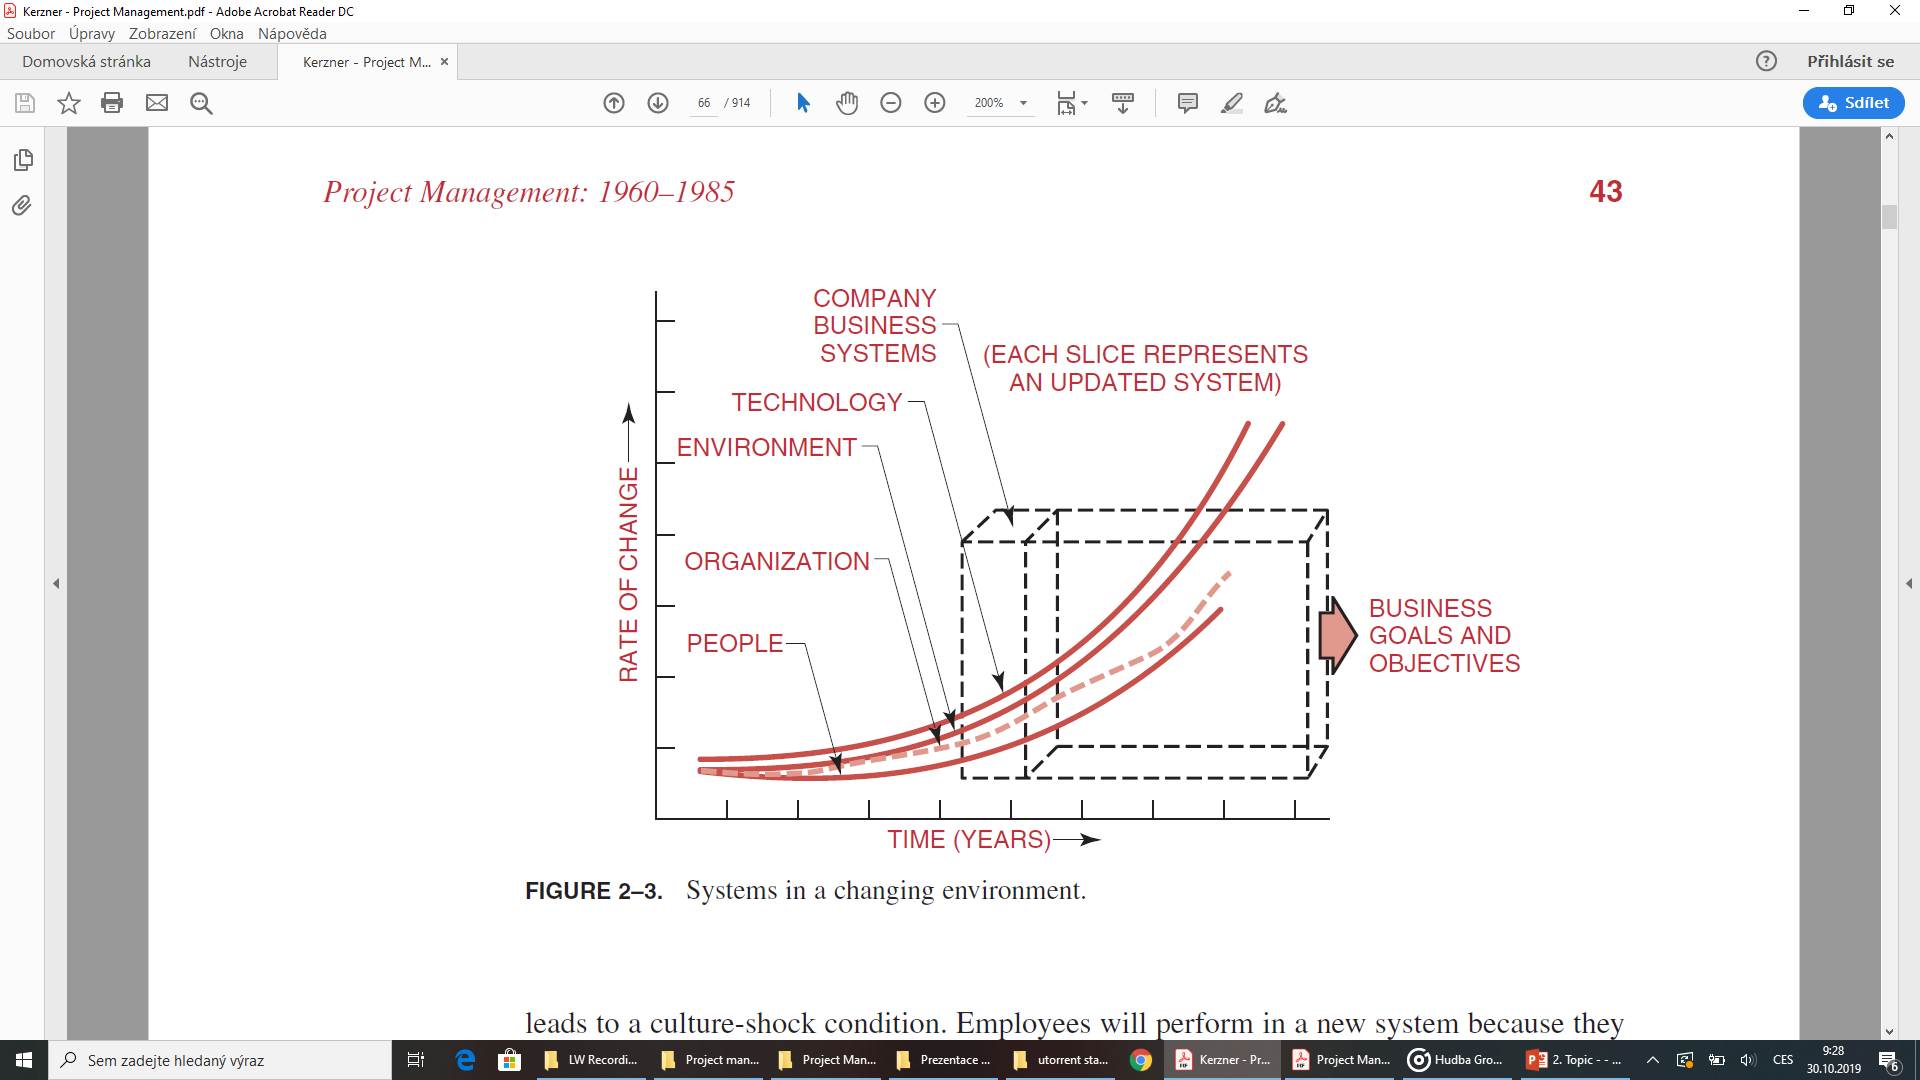 Kerzner - Project Management.pdf - Adobe Acrobat Reader DC
Soubor Úpravy Zobrazení Okna Nápověda
Domovská stránka Nástroje Kerzner - Project M... × Přihlásit se
66 / 914 200% Sdílet
Project Management: 1960–1985 43
COMPANY
BUSINESS
SYSTEMS
(EACH SLICE REPRESENTS
AN UPDATED SYSTEM)
TECHNOLOGY
ENVIRONMENT
ORGANIZATION
PEOPLE
RATE OF CHANGE
BUSINESS
GOALS AND
OBJECTIVES
TIME (YEARS)
FIGURE 2–3. Systems in a changing environment.
leads to a culture-shock condition. Employees will perform in a new system because they
Sem zadejte hledaný výraz
LW Recordi...
Project man...
Project Man...
Prezentace ...
utorrent sta...
Kerzner - Pr...
Project Man...
Hudba Gro...
2. Topic - - ...
CES
9:28
30.10.2019
6